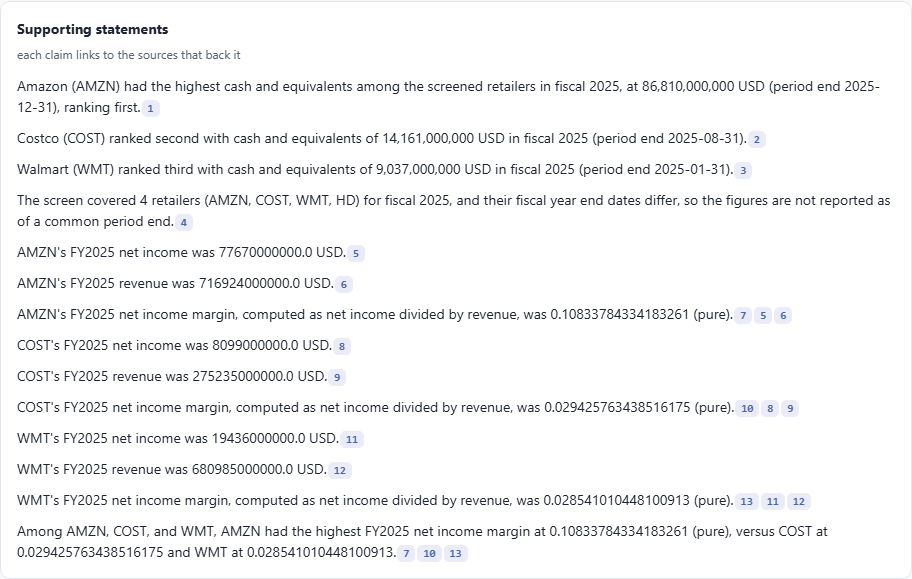 Supporting statements
each claim links to the sources that back it
Amazon (AMZN) had the highest cash and equivalents among the screened retailers in fiscal 2025, at 86,810,000,000 USD (period end 2025-
12-31), ranking first. 1
Costco (COST) ranked second with cash and equivalents of 14,161,000,000 USD in fiscal 2025 (period end 2025-08-31). 2
Walmart (WMT) ranked third with cash and equivalents of 9,037,000,000 USD in fiscal 2025 (period end 2025-01-31). 3
The screen covered 4 retailers (AMZN, COST, WMT, HD) for fiscal 2025, and their fiscal year end dates differ, so the figures are not reported as
of a common period end. 4
AMZN's FY2025 net income was 77670000000.0 USD. 5
AMZN's FY2025 revenue was 716924000000.0 USD. 6
AMZN's FY2025 net income margin, computed as net income divided by revenue, was 0.10833784334183261 (pure). 7 5 6
COST's FY2025 net income was 8099000000.0 USD. 8
COST's FY2025 revenue was 275235000000.0 USD. 9
COST's FY2025 net income margin, computed as net income divided by revenue, was 0.029425763438516175 (pure). 10 8 9
WMT's FY2025 net income was 19436000000.0 USD. 11
WMT's FY2025 revenue was 680985000000.0 USD. 12
WMT's FY2025 net income margin, computed as net income divided by revenue, was 0.028541010448100913 (pure). 13 11 12
Among AMZN, COST, and WMT, AMZN had the highest FY2025 net income margin at 0.10833784334183261 (pure), versus COST at
0.029425763438516175 and WMT at 0.028541010448100913. 7 10 13